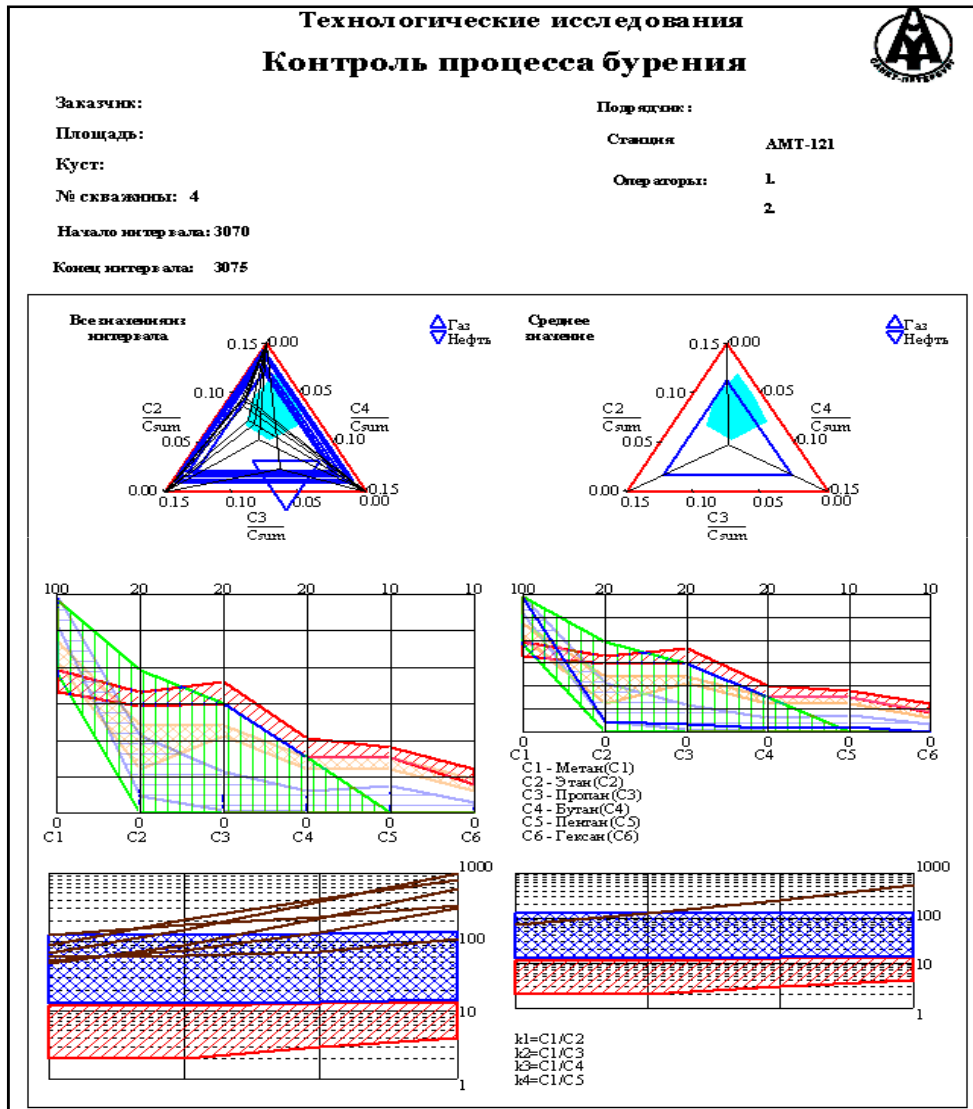 Технологические исследования
Контроль процесса бурения
АМТ
САНКТ-ПЕТЕРБУРГ
Заказчик:
Площадь:
Куст:
№ скважины: 4
Начало интервала: 3070
Конец интервала: 3075
Подрядчик:
Станция АМТ-121
Операторы: 1.
2.
Все значения из
интервала
Газ
Нефть
0.15 0.00
0.10 0.05
C2
Csum
C4
Csum
0.05 0.10
0.00 0.15
0.15 0.10 0.05 0.00
C3
Csum
Среднее
значение
Газ
Нефть
0.15 0.00
0.10 0.05
C2
Csum
C4
Csum
0.05 0.10
0.00 0.15
0.15 0.10 0.05 0.00
C3
Csum
100 20 20 20 10 10
0 0 0 0 0 0
C1 C2 C3 C4 C5 C6
100 20 20 20 10 10
0 0 0 0 0 0
C1 C2 C3 C4 C5 C6
C1 - Метан(C1)
C2 - Этан(C2)
C3 - Пропан(C3)
C4 - Бутан(C4)
C5 - Пентан(C5)
C6 - Гексан(C6)
1000
100
10
1
1000
100
10
1
k1=C1/C2
k2=C1/C3
k3=C1/C4
k4=C1/C5